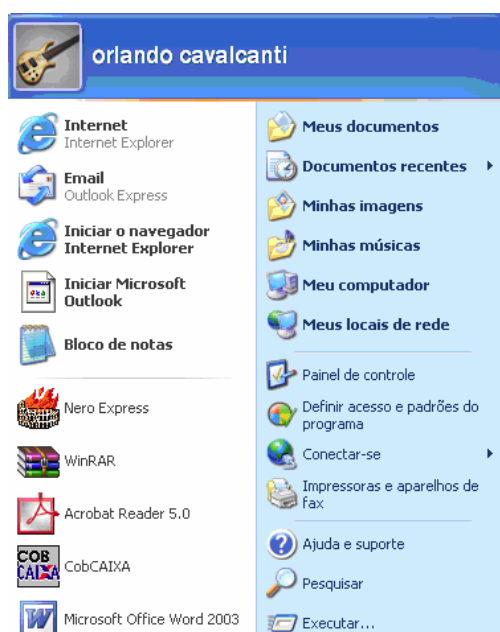 orlando cavalcanti
Internet
Internet Explorer
Email
Outlook Express
Iniciar o navegador
Internet Explorer
Iniciar Microsoft
Outlook
Bloco de notas
Nero Express
WinRAR
Acrobat Reader 5.0
COB
CAIXA
CobCAIXA
Microsoft Office Word 2003
Meus documentos
Documentos recentes
Minhas imagens
Minhas músicas
Meu computador
Meus locais de rede
Painel de controle
Definir acesso e padrões do
programa
Conectar-se
Impressoras e aparelhos de
fax
Ajuda e suporte
Pesquisar
Executar...